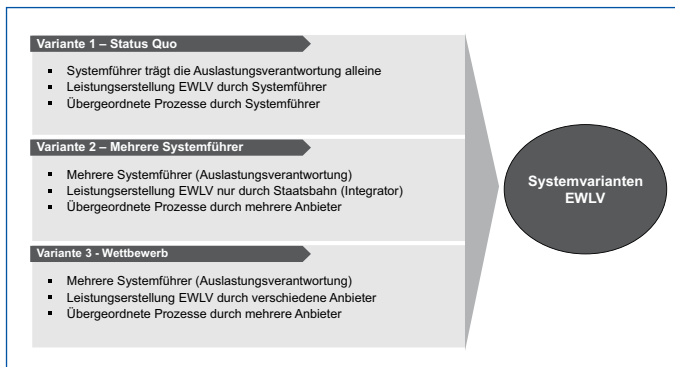 Variante 1 – Status Quo
▪ Systemführer trägt die Auslastungsverantwortung alleine
▪ Leistungserstellung EWLV durch Systemführer
▪ Übergeordnete Prozesse durch Systemführer
Variante 2 – Mehrere Systemführer
▪ Mehrere Systemführer (Auslastungsverantwortung)
▪ Leistungserstellung EWLV nur durch Staatsbahn (Integrator)
▪ Übergeordnete Prozesse durch mehrere Anbieter
Variante 3 - Wettbewerb
▪ Mehrere Systemführer (Auslastungsverantwortung)
▪ Leistungserstellung EWLV durch verschiedene Anbieter
▪ Übergeordnete Prozesse durch mehrere Anbieter
Systemvarianten
EWLV